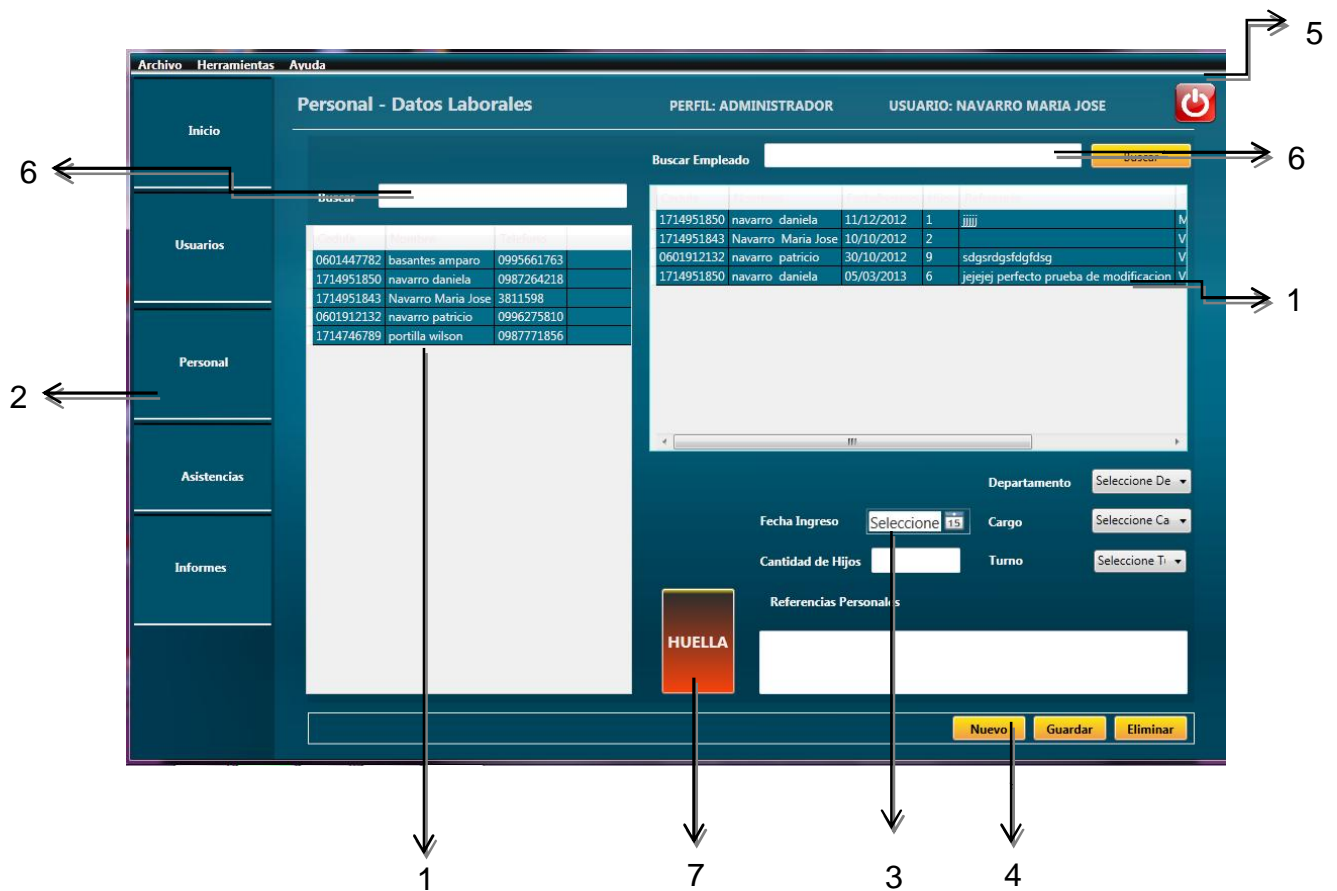 5
Archivo Herramientas Ayuda
Personal - Datos Laborales PERFIL: ADMINISTRADOR USUARIO: NAVARRO MARIA JOSE
Inicio
Usuarios
Personal
Asistencias
Informes
6
2
Buscar
0601447782 basantes amparo 0995661763
1714951850 navarro daniela 0987264218
1714951843 Navarro Maria Jose 3811598
0601912132 navarro patricio 0996275810
1714746789 portilla wilson 0987771856
Buscar Empleado Buscar
6
1714951850 navarro daniela 11/12/2012 1 jjjjj M
1714951843 Navarro Maria Jose 10/10/2012 2 V
0601912132 navarro patricio 30/10/2012 9 sdgsrdgsfdgfdsg V
1714951850 navarro daniela 05/03/2013 6 jejejej perfecto prueba de modificacion V
1
Departamento Seleccione De
Fecha Ingreso Seleccione 15 Cargo Seleccione Ca
Cantidad de Hijos Turno Seleccione T
Referencias Personales
HUELLA
Nuevo Guardar Eliminar
1
7
3
4